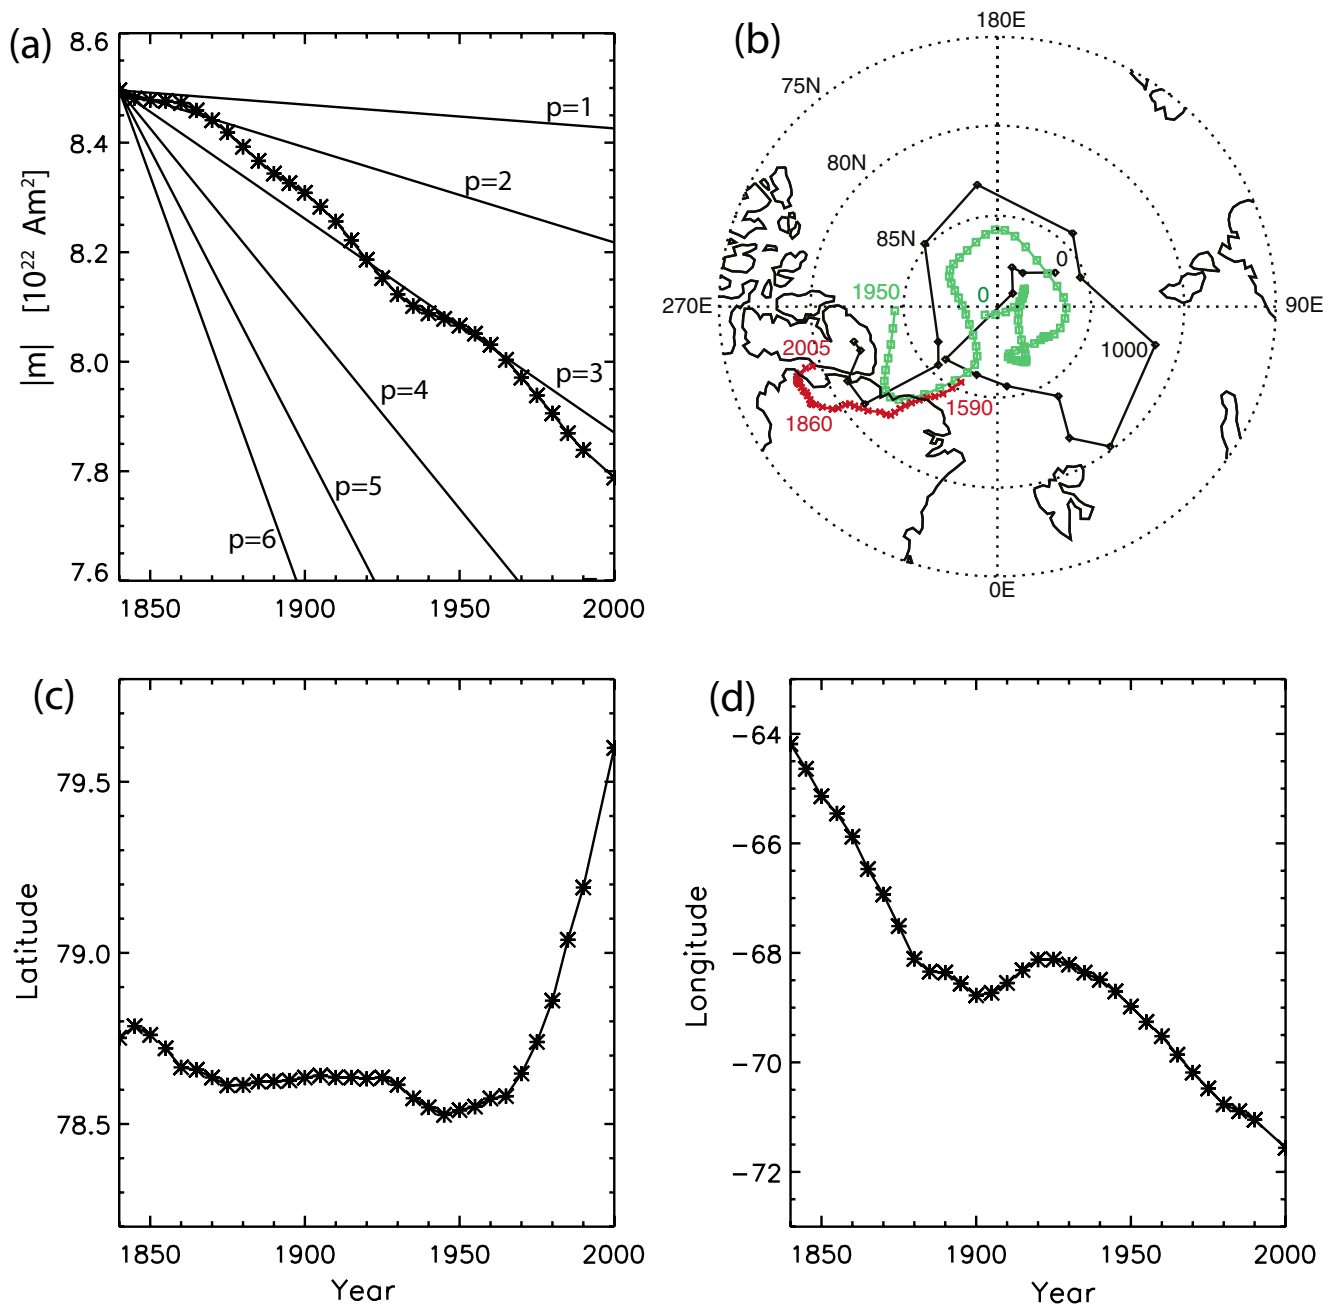 (a)
|m| [10²² Am²]
8.6
8.4
8.2
8.0
7.8
7.6
p=1
p=2
p=3
p=4
p=5
p=6
1850 1900 1950 2000
(b)
180E
75N
80N
85N
270E
90E
0E
0
0
1950
2005
1860
1590
1000
(c)
Latitude
79.5
79.0
78.5
1850 1900 1950 2000
Year
(d)
Longitude
−64
−66
−68
−70
−72
1850 1900 1950 2000
Year